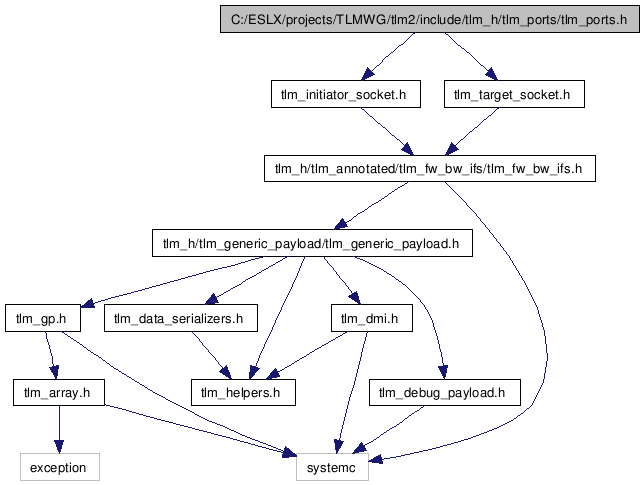 C:/ESLX/projects/TLMWG/tlm2/include/tlm_h/tlm_ports/tlm_ports.h
tlm_initiator_socket.h
tlm_target_socket.h
tlm_h/tlm_annotated/tlm_fw_bw_ifs/tlm_fw_bw_ifs.h
tlm_h/tlm_generic_payload/tlm_generic_payload.h
tlm_gp.h
tlm_data_serializers.h
tlm_dmi.h
tlm_array.h
tlm_helpers.h
tlm_debug_payload.h
exception
systemc